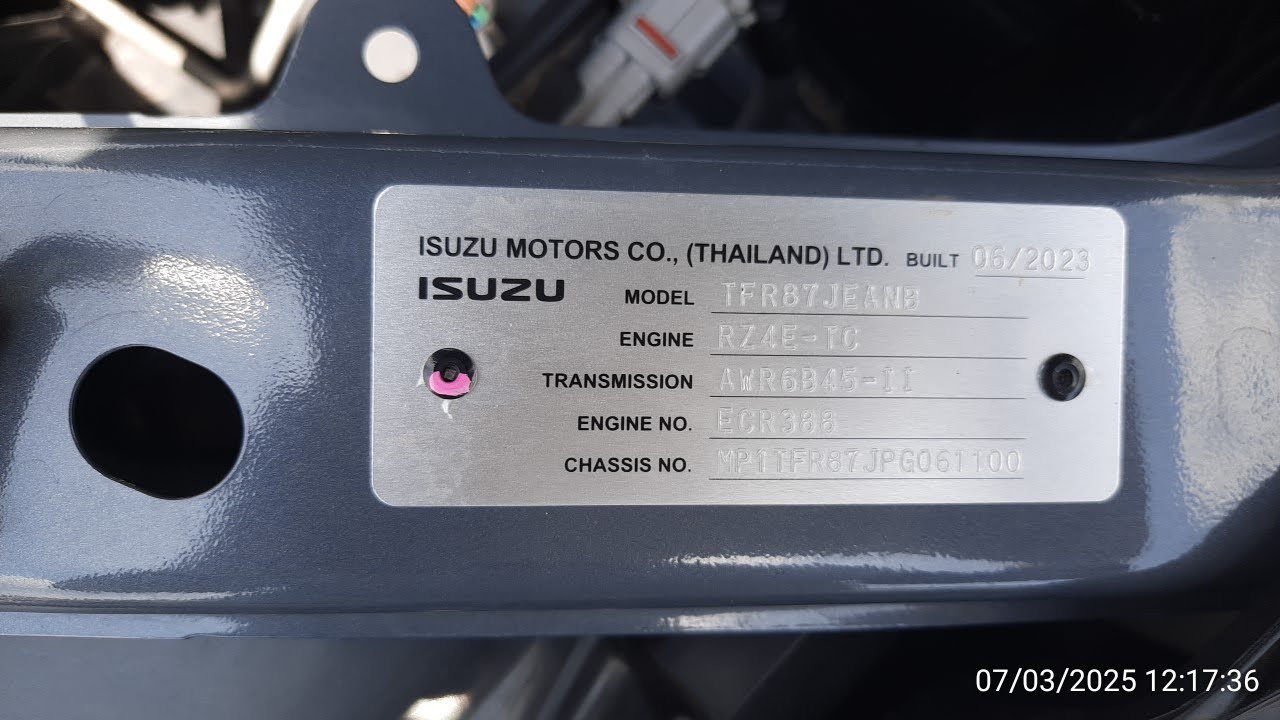 ISUZU MOTORS CO., (THAILAND) LTD. BUILT 06/2023
ISUZU MODEL TFR87JEANB
ENGINE RZ4E-TC
TRANSMISSION AWR6B45-II
ENGINE NO. ECR388
CHASSIS NO. MP1TFR87JPG061100
07/03/2025 12:17:36